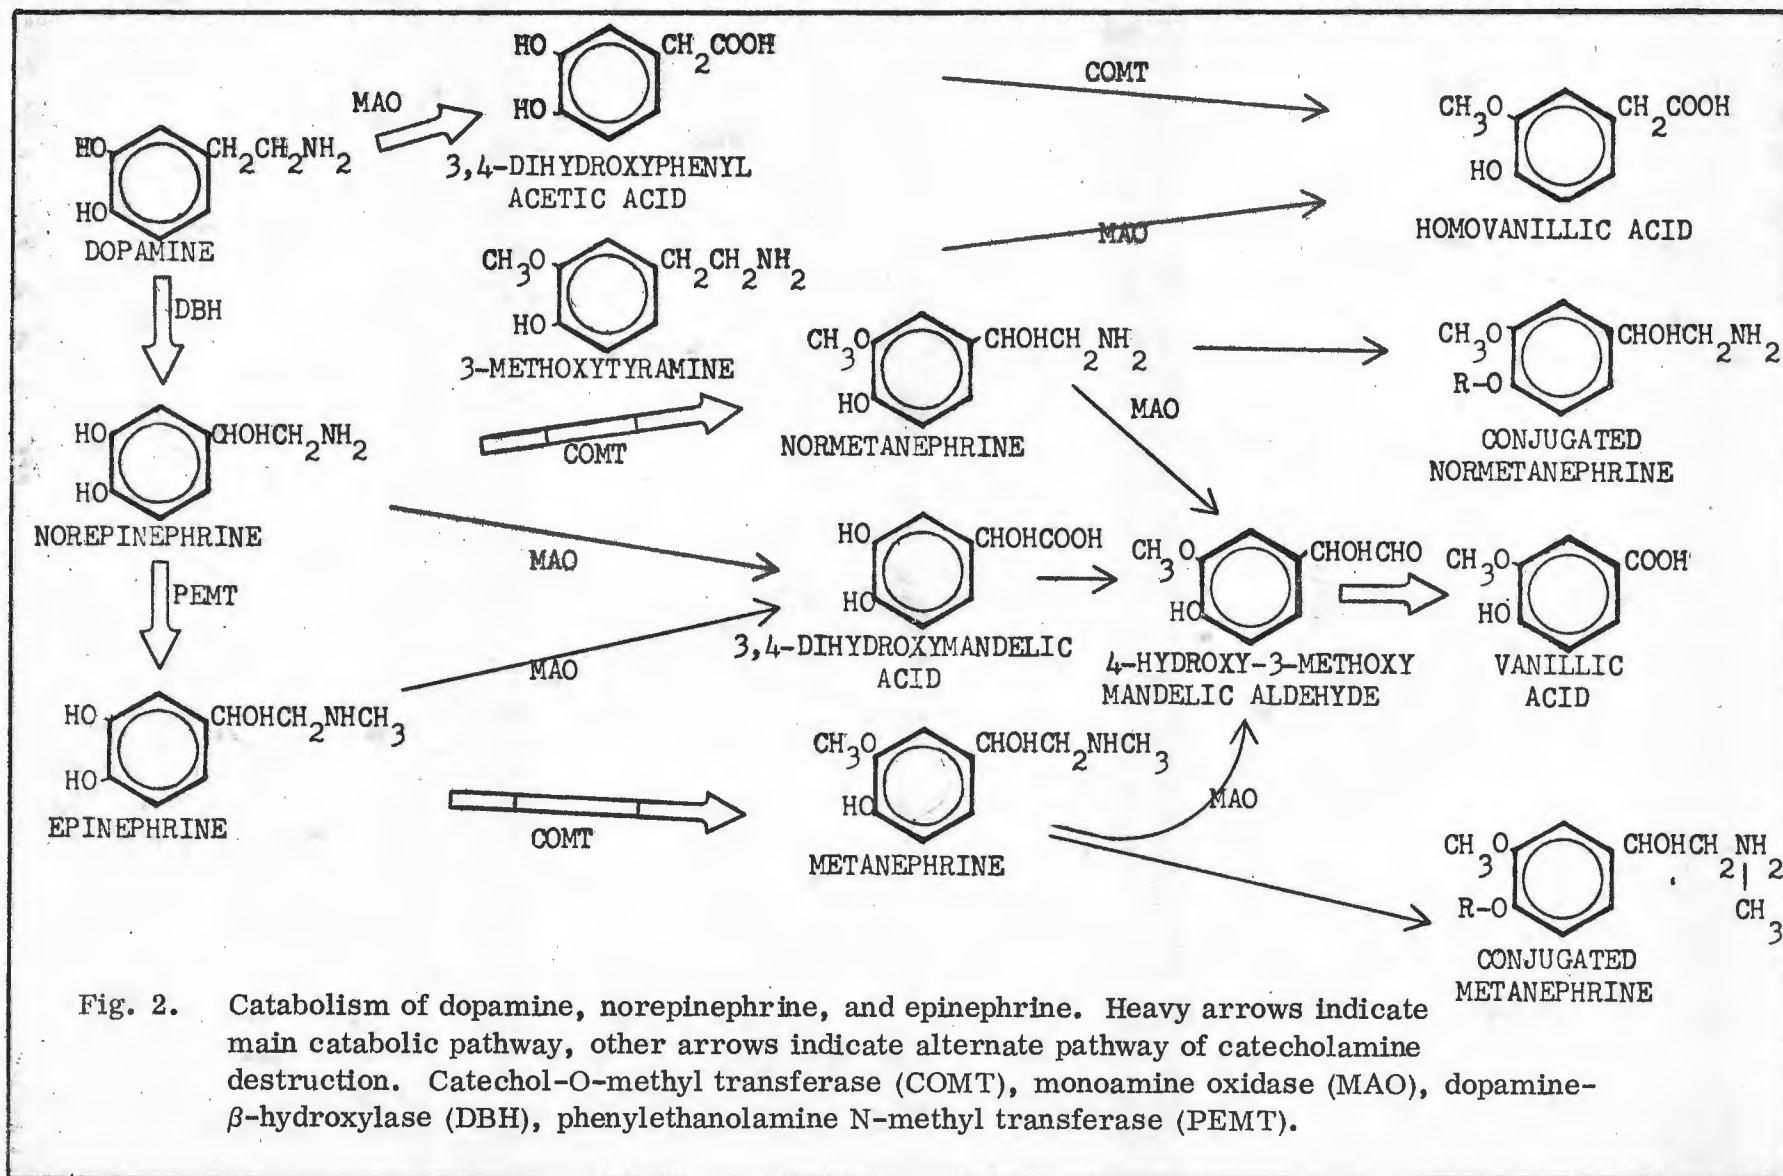 HO
CH2COOH
HO
3,4-DIHYDROXYPHENYL
ACETIC ACID
MAO
HO
CH2CH2NH2
HO
DOPAMINE
COMT
CH3O
CH2COOH
HO
HOMOVANILLIC ACID
MAO
CH3O
CH2CH2NH2
HO
3-METHOXYTYRAMINE
DBH
HO
CHOHCH2NH2
HO
NOREPINEPHRINE
COMT
CH3O
CHOHCH2NH2
HO
NORMETANEPHRINE
MAO
CH3O
CHOHCH2NH2
R-O
CONJUGATED
NORMETANEPHRINE
MAO
HO
CHOHCOOH
HO
3,4-DIHYDROXYMANDELIC
ACID
CH3O
CHOHCHO
HO
4-HYDROXY-3-METHOXY
MANDELIC ALDEHYDE
CH3O
COOH
HO
VANILLIC
ACID
PEMT
MAO
HO
CHOHCH2NHCH3
HO
EPINEPHRINE
COMT
CH3O
CHOHCH2NHCH3
HO
METANEPHRINE
MAO
CH3O
CHOHCH2NH2
CH3
R-O
CONJUGATED
METANEPHRINE
Fig. 2. Catabolism of dopamine, norepinephrine, and epinephrine. Heavy arrows indicate
main catabolic pathway, other arrows indicate alternate pathway of catecholamine
destruction. Catechol-O-methyl transferase (COMT), monoamine oxidase (MAO), dopamine-
β-hydroxylase (DBH), phenylethanolamine N-methyl transferase (PEMT).